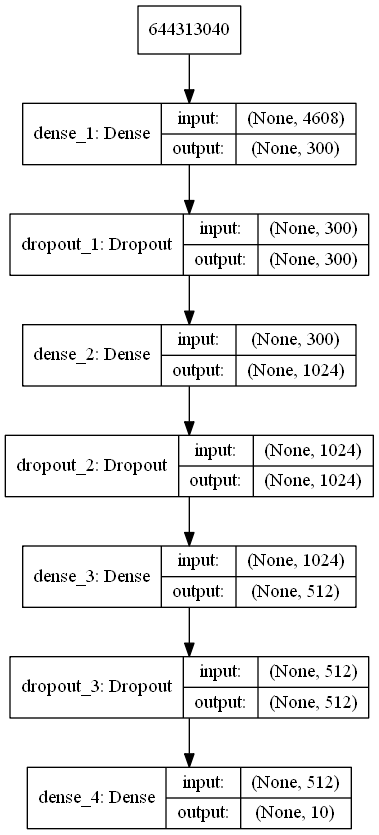 644313040
dense_1: Dense
input: (None, 4608)
output: (None, 300)
dropout_1: Dropout
input: (None, 300)
output: (None, 300)
dense_2: Dense
input: (None, 300)
output: (None, 1024)
dropout_2: Dropout
input: (None, 1024)
output: (None, 1024)
dense_3: Dense
input: (None, 1024)
output: (None, 512)
dropout_3: Dropout
input: (None, 512)
output: (None, 512)
dense_4: Dense
input: (None, 512)
output: (None, 10)